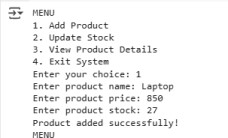 MENU
1. Add Product
2. Update Stock
3. View Product Details
4. Exit System
Enter your choice: 1
Enter product name: Laptop
Enter product price: 850
Enter product stock: 27
Product added successfully!
MENU